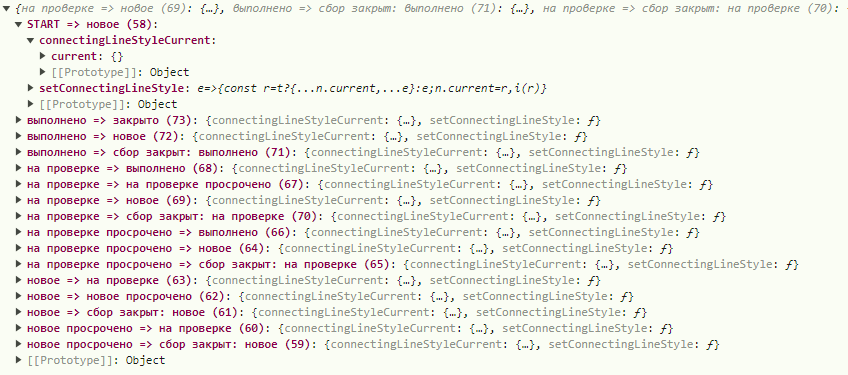 {на проверке => новое (69): {…}, выполнено => сбор закрыт: выполнено (71): {…}, на проверке => сбор закрыт: на проверке (70):
START => новое (58):
connectingLineStyleCurrent:
current: {}
[[Prototype]]: Object
setConnectingLineStyle: e=>{const r=t?{...n.current,...e}:e;n.current=r,i(r)}
[[Prototype]]: Object
выполнено => закрыто (73): {connectingLineStyleCurrent: {…}, setConnectingLineStyle: ƒ}
выполнено => новое (72): {connectingLineStyleCurrent: {…}, setConnectingLineStyle: ƒ}
выполнено => сбор закрыт: выполнено (71): {connectingLineStyleCurrent: {…}, setConnectingLineStyle: ƒ}
на проверке => выполнено (68): {connectingLineStyleCurrent: {…}, setConnectingLineStyle: ƒ}
на проверке => на проверке просрочено (67): {connectingLineStyleCurrent: {…}, setConnectingLineStyle: ƒ}
на проверке => новое (69): {connectingLineStyleCurrent: {…}, setConnectingLineStyle: ƒ}
на проверке => сбор закрыт: на проверке (70): {connectingLineStyleCurrent: {…}, setConnectingLineStyle: ƒ}
на проверке просрочено => выполнено (66): {connectingLineStyleCurrent: {…}, setConnectingLineStyle: ƒ}
на проверке просрочено => новое (64): {connectingLineStyleCurrent: {…}, setConnectingLineStyle: ƒ}
на проверке просрочено => сбор закрыт: на проверке (65): {connectingLineStyleCurrent: {…}, setConnectingLineStyle: ƒ}
новое => на проверке (63): {connectingLineStyleCurrent: {…}, setConnectingLineStyle: ƒ}
новое => новое просрочено (62): {connectingLineStyleCurrent: {…}, setConnectingLineStyle: ƒ}
новое => сбор закрыт: новое (61): {connectingLineStyleCurrent: {…}, setConnectingLineStyle: ƒ}
новое просрочено => на проверке (60): {connectingLineStyleCurrent: {…}, setConnectingLineStyle: ƒ}
новое просрочено => сбор закрыт: новое (59): {connectingLineStyleCurrent: {…}, setConnectingLineStyle: ƒ}
[[Prototype]]: Object